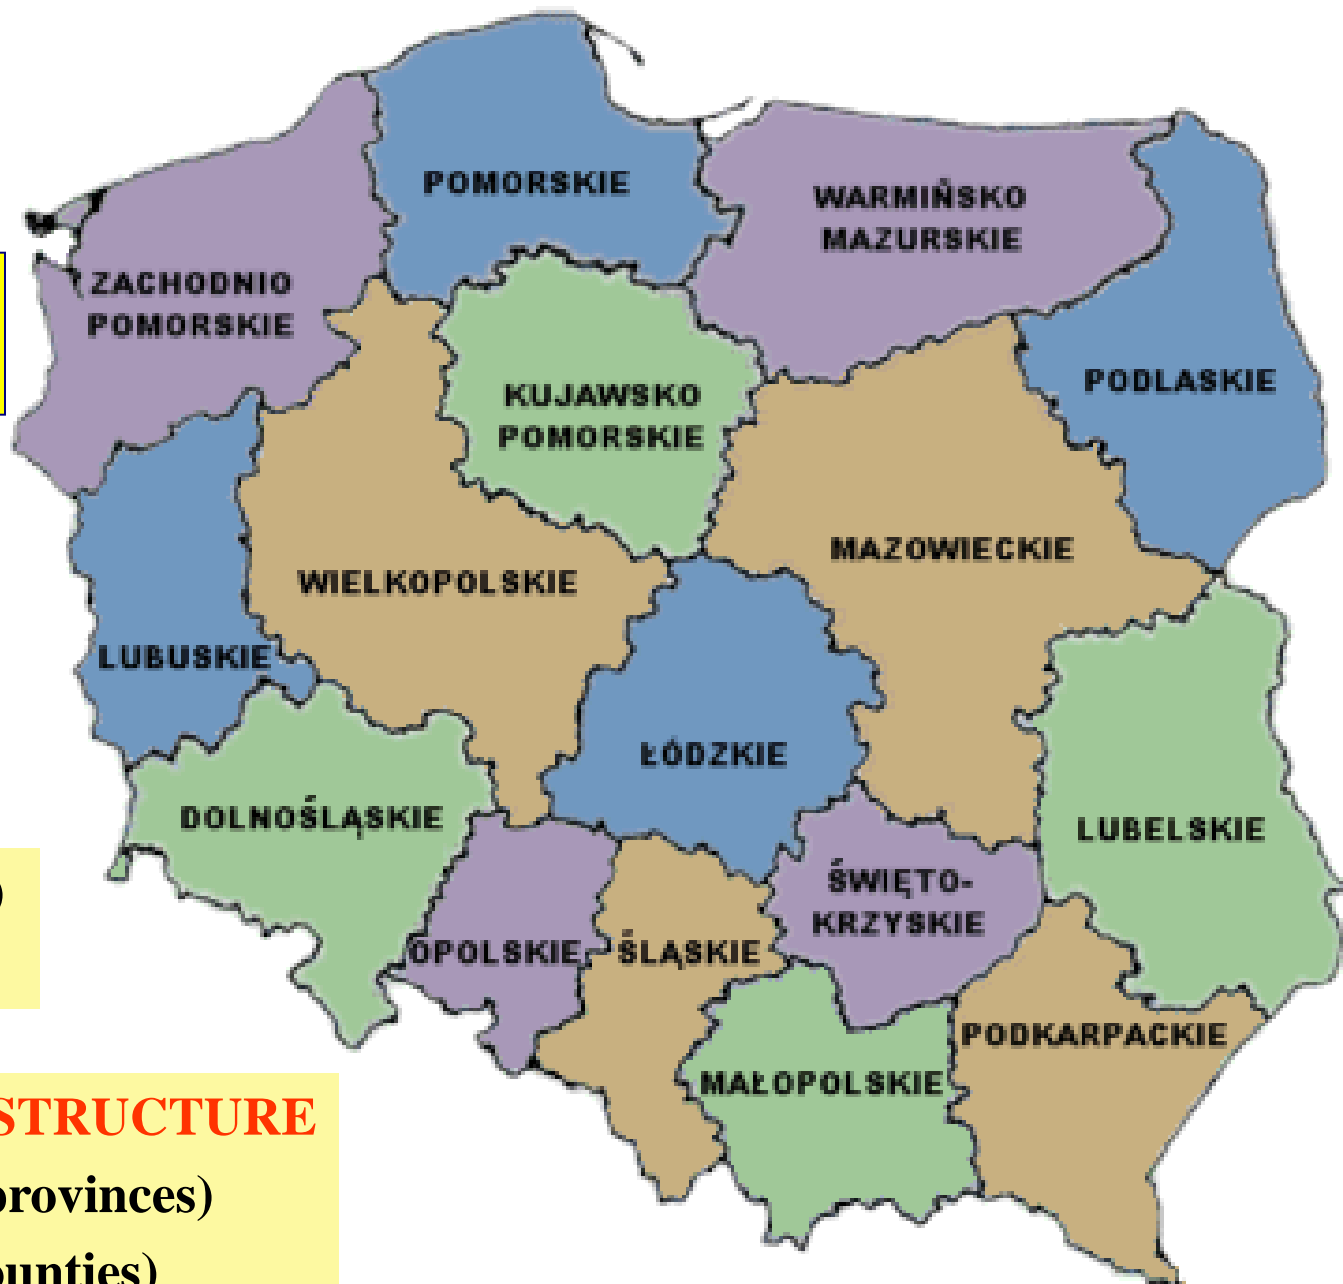 POMORSKIE
WARMIŃSKO
MAZURSKIE
ZACHODNIO
POMORSKIE
PODLASKIE
KUJAWSKO
POMORSKIE
MAZOWIECKIE
WIELKOPOLSKIE
LUBUSKIE
ŁÓDZKIE
DOLNOŚLĄSKIE
LUBELSKIE
ŚWIĘTO-
KRZYSKIE
OPOLSKIE
ŚLĄSKIE
PODKARPACKIE
MAŁOPOLSKIE
)
STRUCTURE
provinces)
ounties)